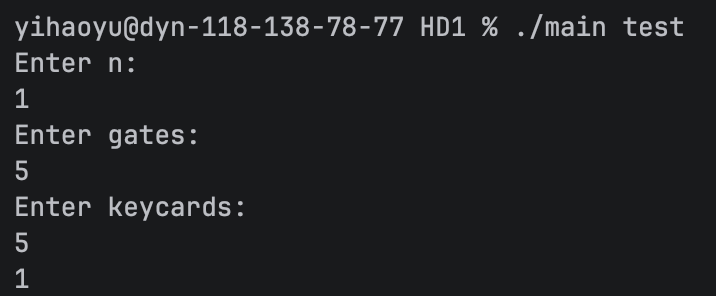 yihaoyu@dyn-118-138-78-77 HD1 % ./main test
Enter n:
1
Enter gates:
5
Enter keycards:
5
1